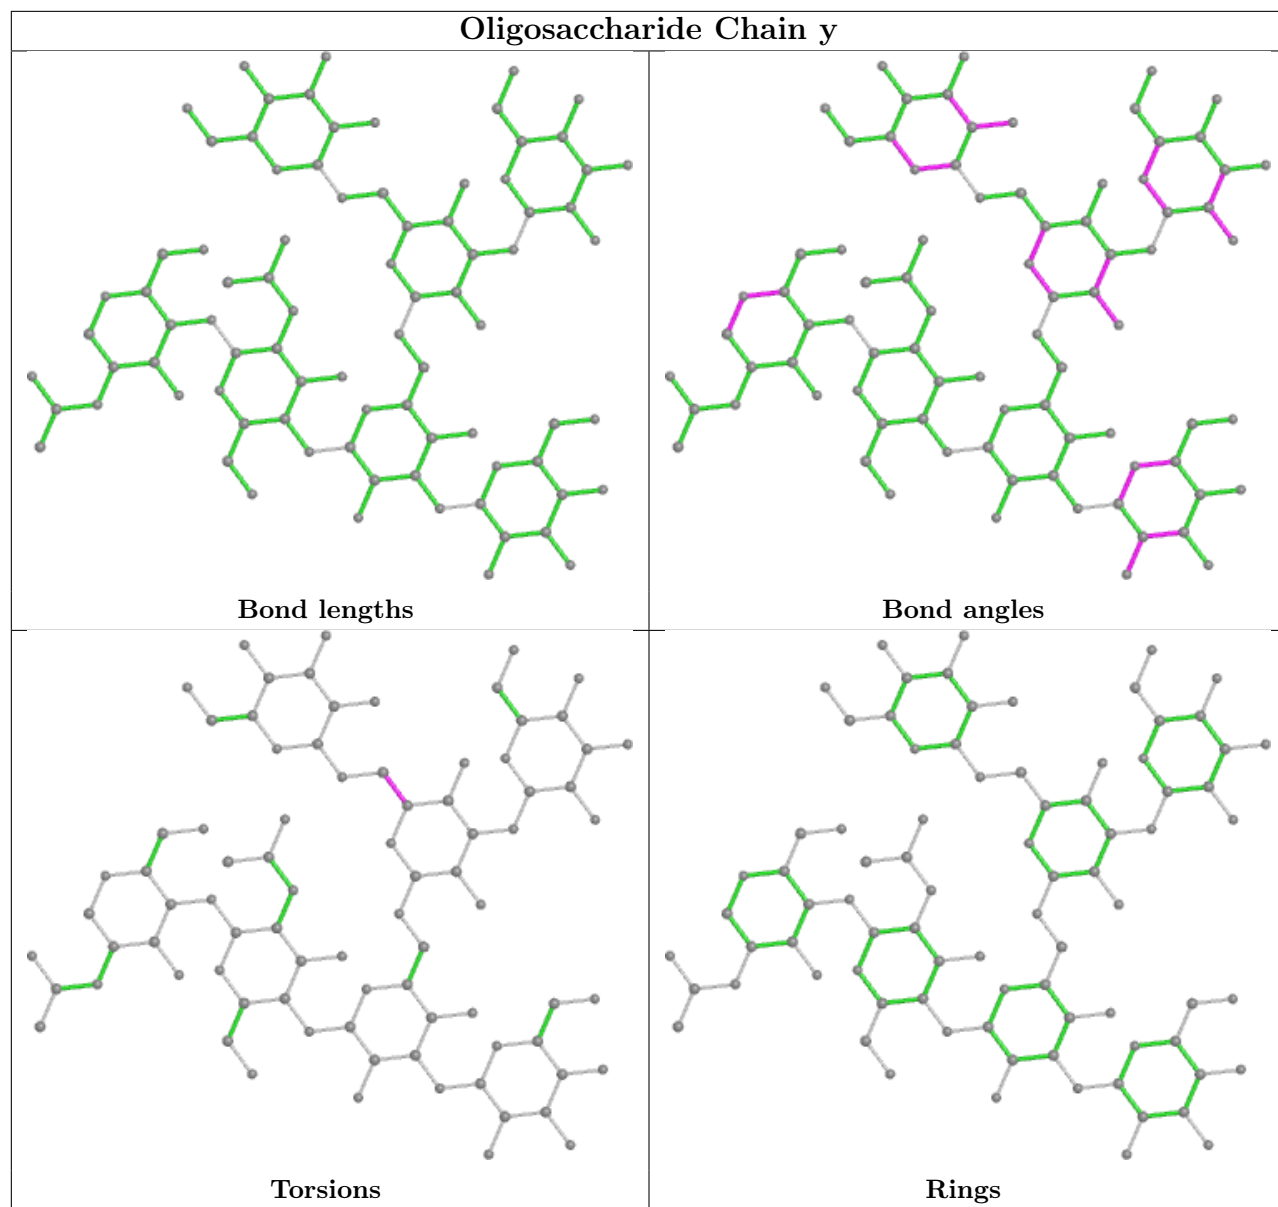 Oligosaccharide Chain y
Bond lengths
Bond angles
Torsions
Rings